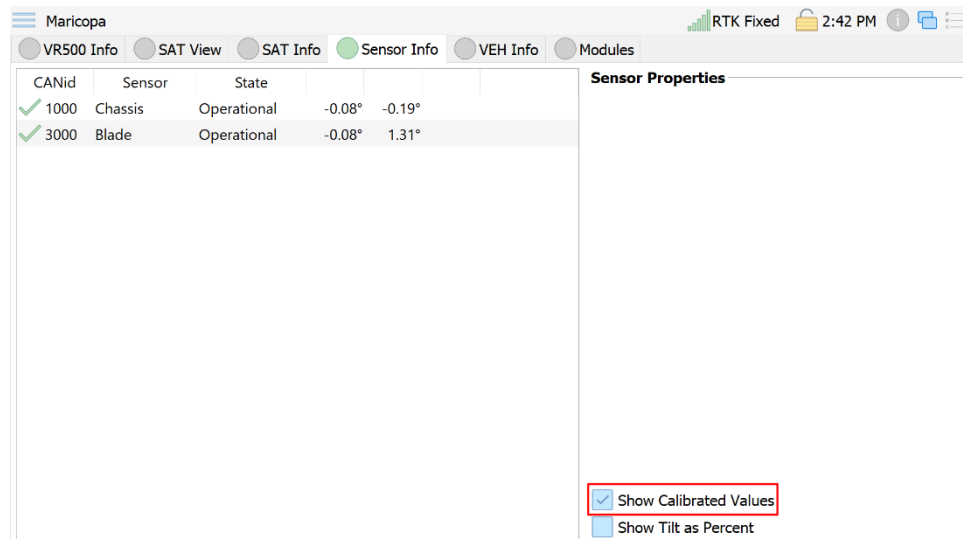 Maricopa RTK Fixed 2:42 PM
VR500 Info SAT View SAT Info Sensor Info VEH Info Modules
CANid Sensor State
1000 Chassis Operational -0.08° -0.19°
3000 Blade Operational -0.08° 1.31°
Sensor Properties
Show Calibrated Values
Show Tilt as Percent